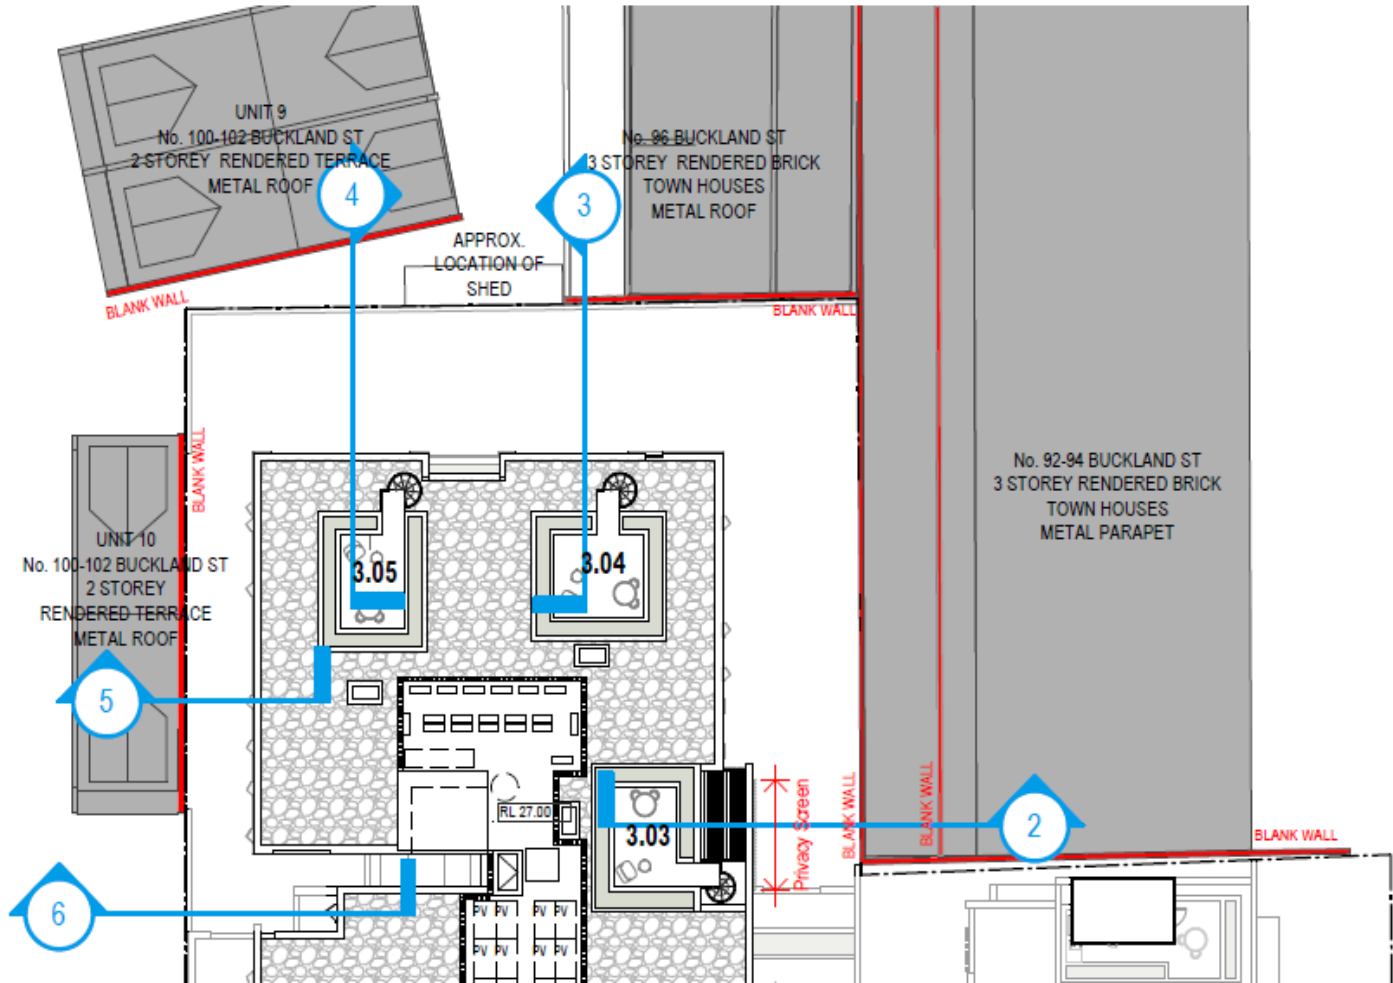 UNIT 9
No. 100-102 BUCKLAND ST
2 STOREY RENDERED TERRACE
METAL ROOF
4
3
No. 96 BUCKLAND ST
3 STOREY RENDERED BRICK
TOWN HOUSES
METAL ROOF
APPROX.
LOCATION OF
SHED
BLANK WALL
BLANK WALL
BLANK WALL
No. 92-94 BUCKLAND ST
3 STOREY RENDERED BRICK
TOWN HOUSES
METAL PARAPET
UNIT 10
No. 100-102 BUCKLAND ST
2 STOREY
RENDERED TERRACE
METAL ROOF
3.05
3.04
5
RL 27.00
3.03
Privacy Screen
BLANK WALL
BLANK WALL
2
BLANK WALL
6
PV PV PV PV
PV PV PV PV